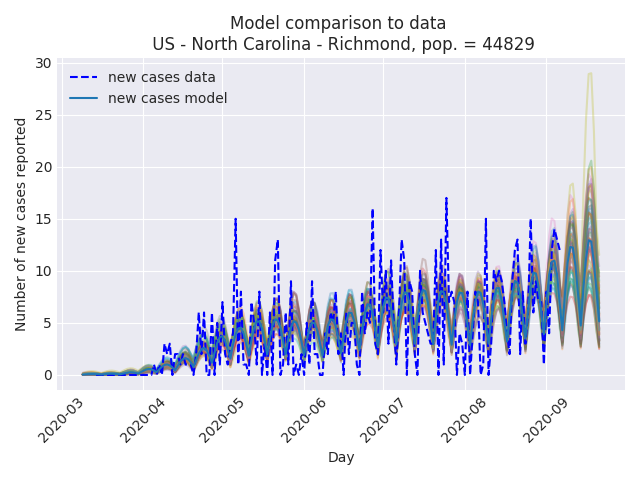 Model comparison to data
US - North Carolina - Richmond, pop. = 44829
new cases data
new cases model
Number of new cases reported
30
25
20
15
10
5
0
2020-03
2020-04
2020-05
2020-06
2020-07
2020-08
2020-09
Day